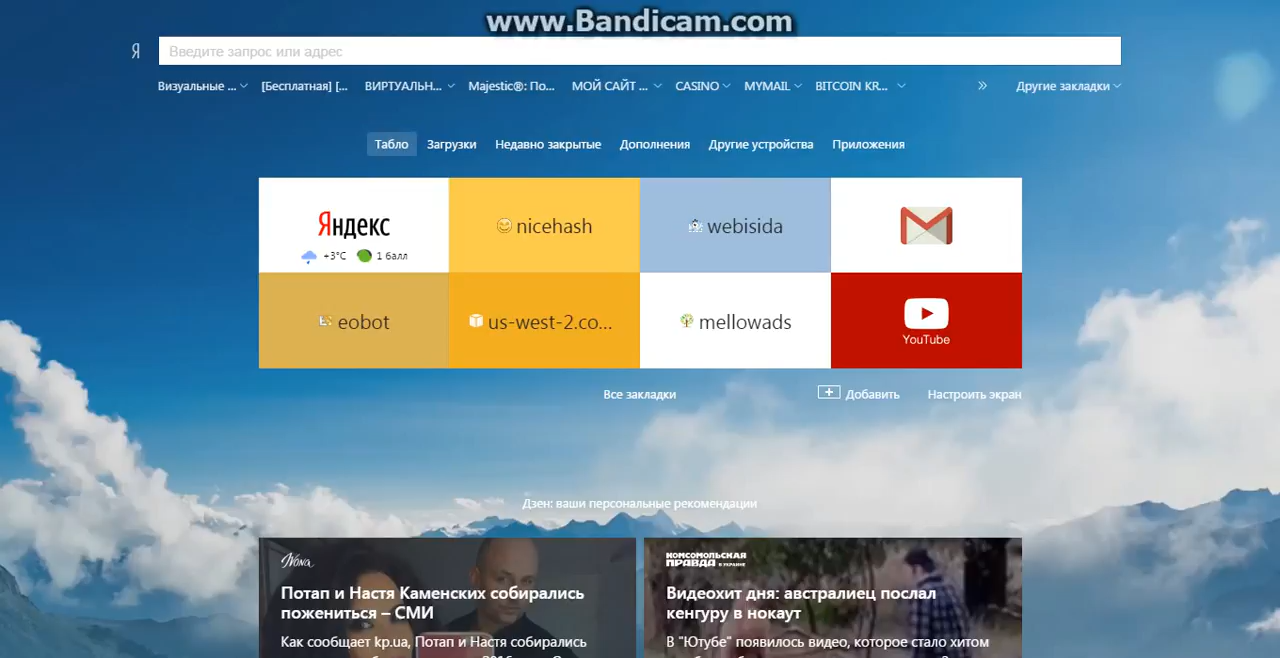 www.Bandicam.com
Я Введите запрос или адрес
Визуальные ... [Бесплатная] [... ВИРТУАЛЬН... Majestic®: По... МОЙ САЙТ ... CASINO MYMAIL BITCOIN KR... » Другие закладки
Табло Загрузки Недавно закрытые Дополнения Другие устройства Приложения
Яндекс
+3°C 1 балл
nicehash
webisida
eobot
us-west-2.co...
mellowads
YouTube
Все закладки Добавить Настроить экран
Дзен: ваши персональные рекомендации
Ivona
Потап и Настя Каменских собирались
пожениться – СМИ
Как сообщает kp.ua, Потап и Настя собирались
КОМСОМОЛЬСКАЯ
ПРАВДА В УКРАИНЕ
Видеохит дня: австралиец послал
кенгуру в нокаут
В "Ютубе" появилось видео, которое стало хитом